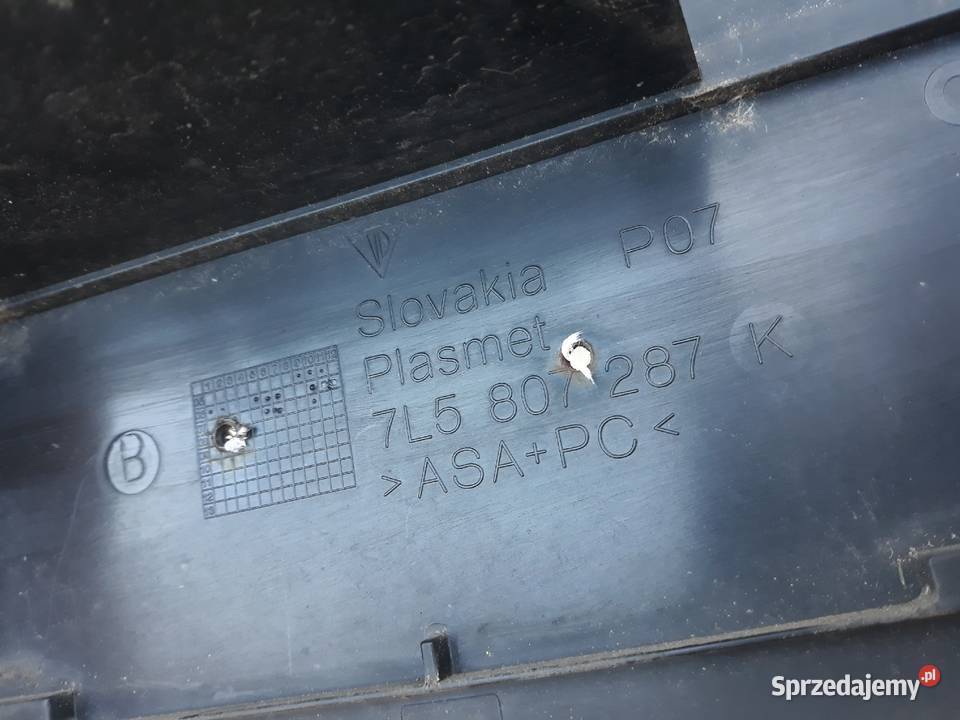 P07
Slovakia
Plasmet
7L5 807 287 K
>ASA+PC<
B
Sprzedajemy.pl